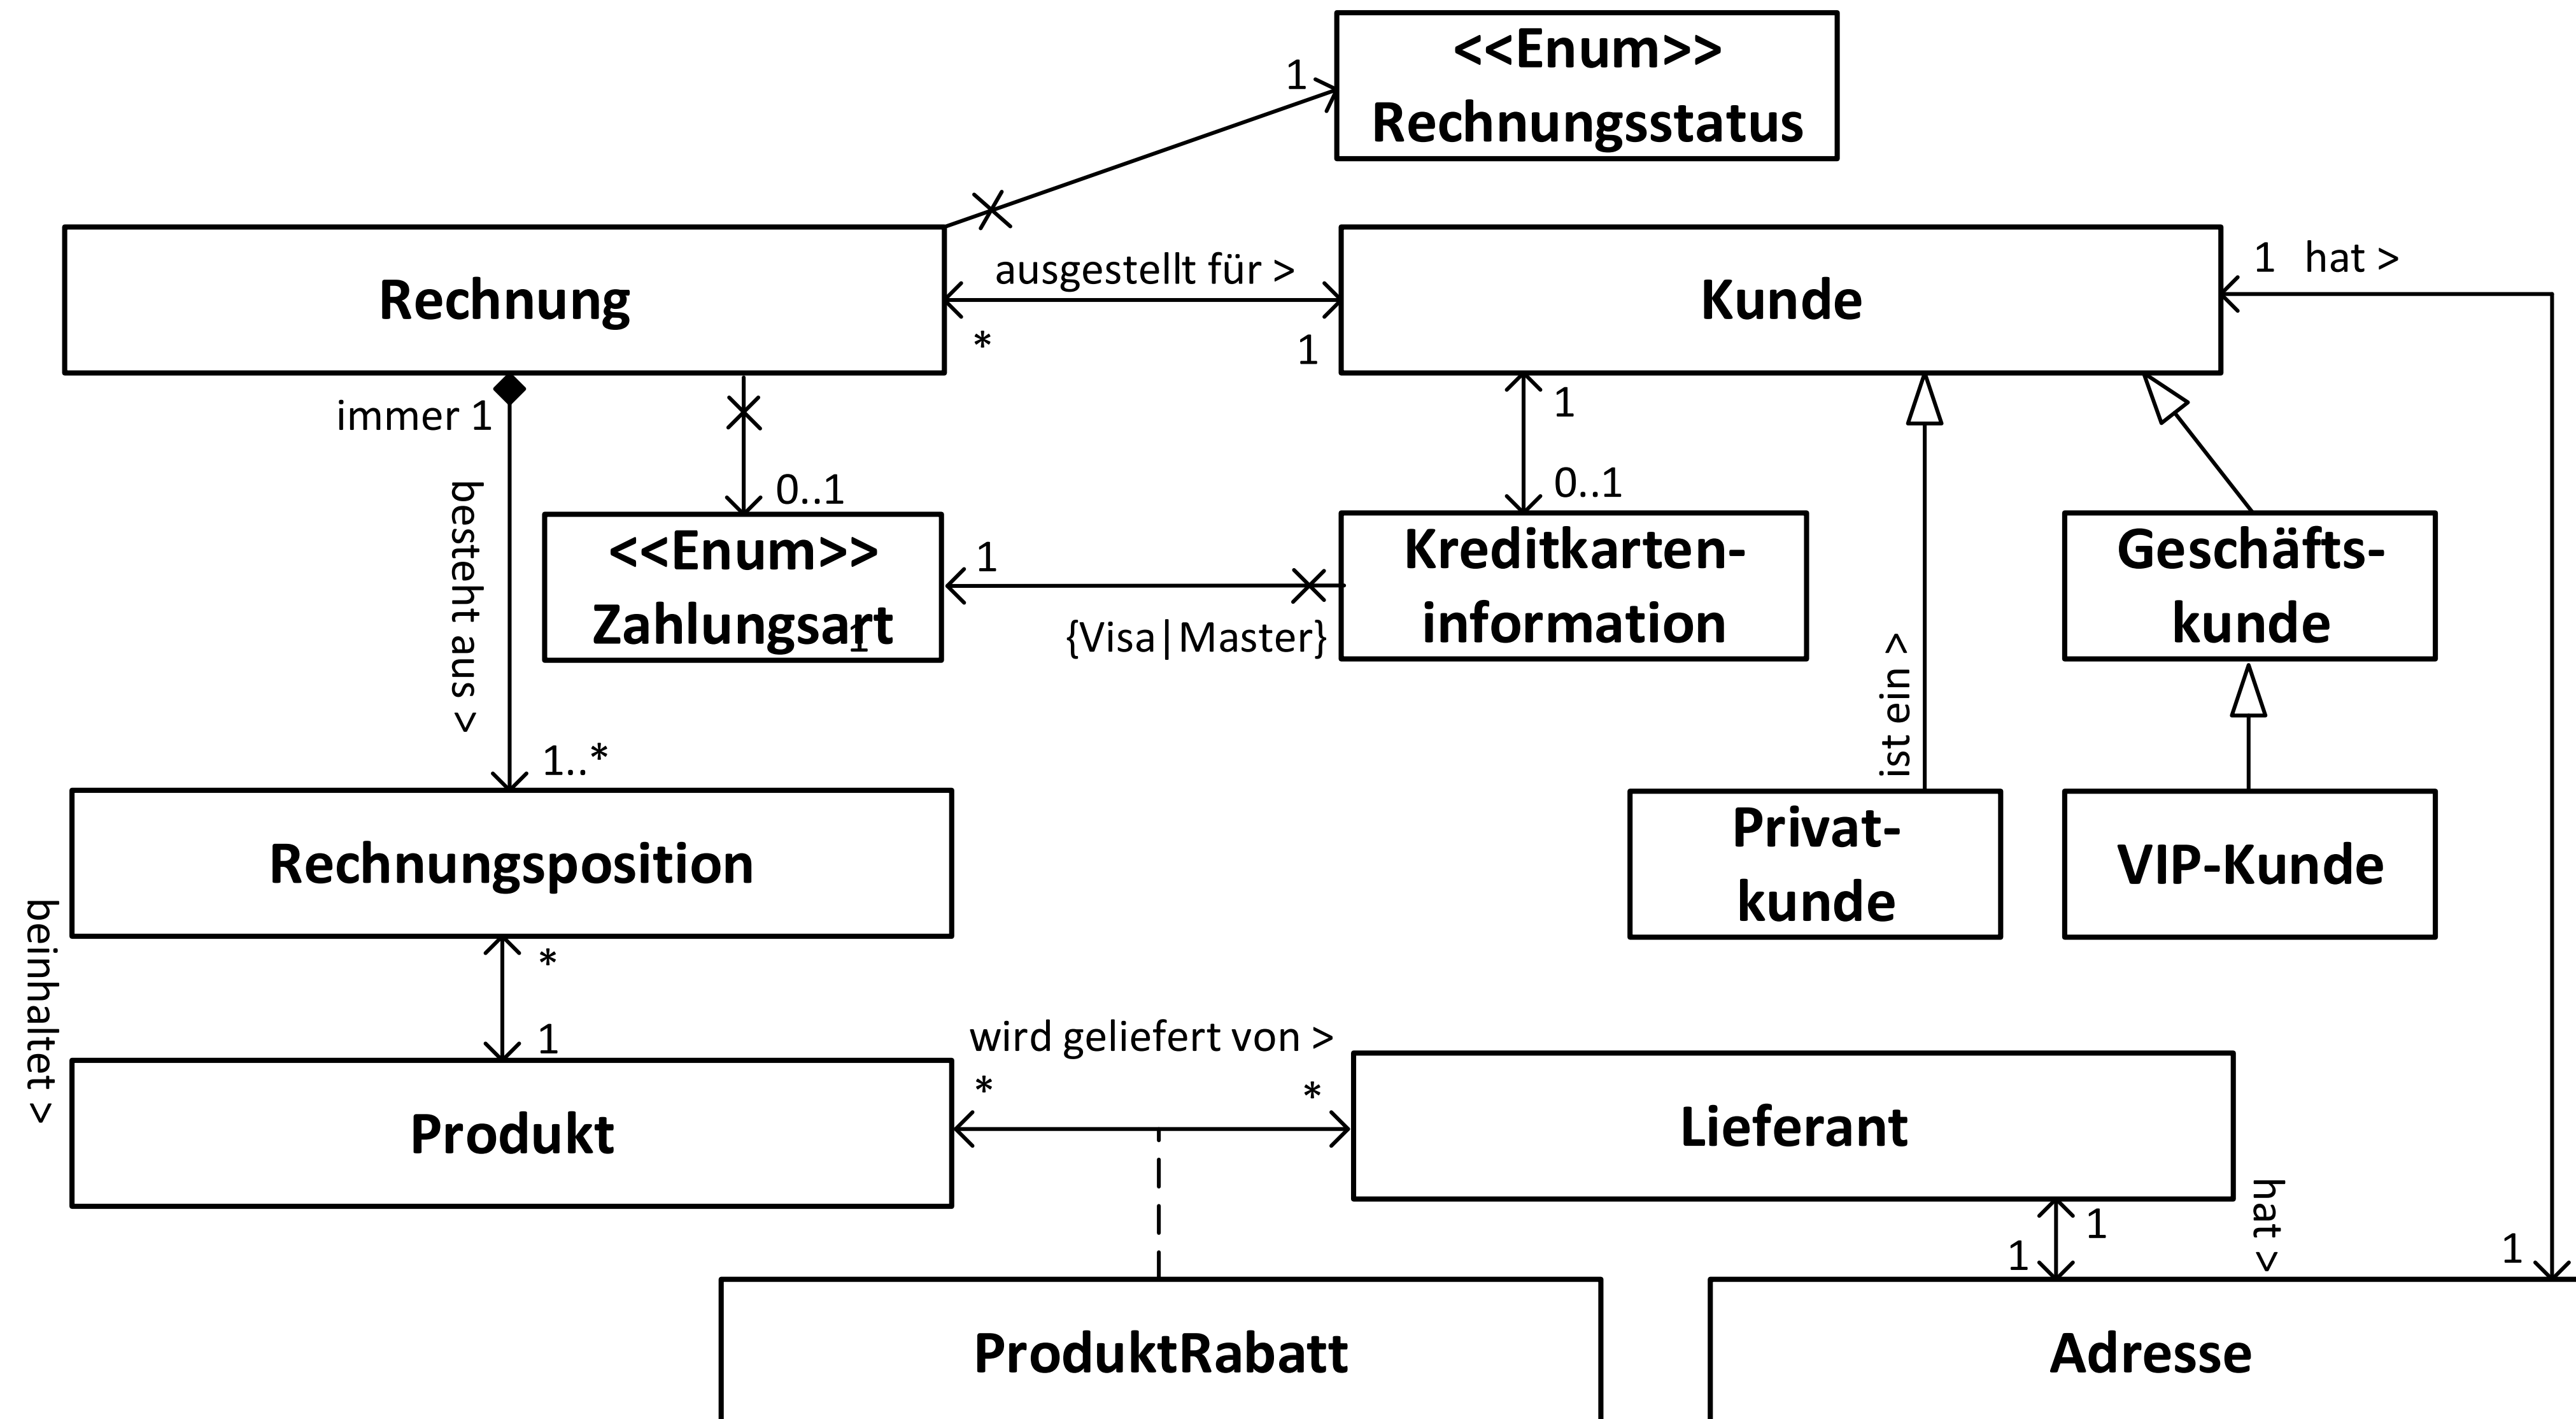 <<Enum>>
Rechnungsstatus
1
Rechnung
ausgestellt für >
*
1
Kunde
1 hat >
immer 1
besteht aus >
0..1
<<Enum>>
Zahlungsart
1
1
{Visa|Master}
1
0..1
Kreditkarten-
information
ist ein >
Geschäfts-
kunde
1..*
Rechnungsposition
Privat-
kunde
VIP-Kunde
beinhaltet >
*
1
Produkt
wird geliefert von >
*
*
Lieferant
1
1
hat >
1
ProduktRabatt
Adresse